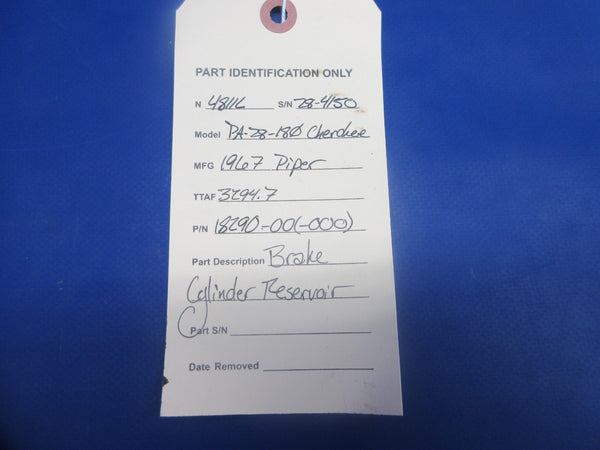 PART IDENTIFICATION ONLY
N 4811L S/N 28-4150
Model PA-28-180 Cherokee
MFG 1967 Piper
TTAF 3294.7
P/N 18290-00(-000)
Part Description Brake
Cylinder Reservoir
Part S/N
Date Removed